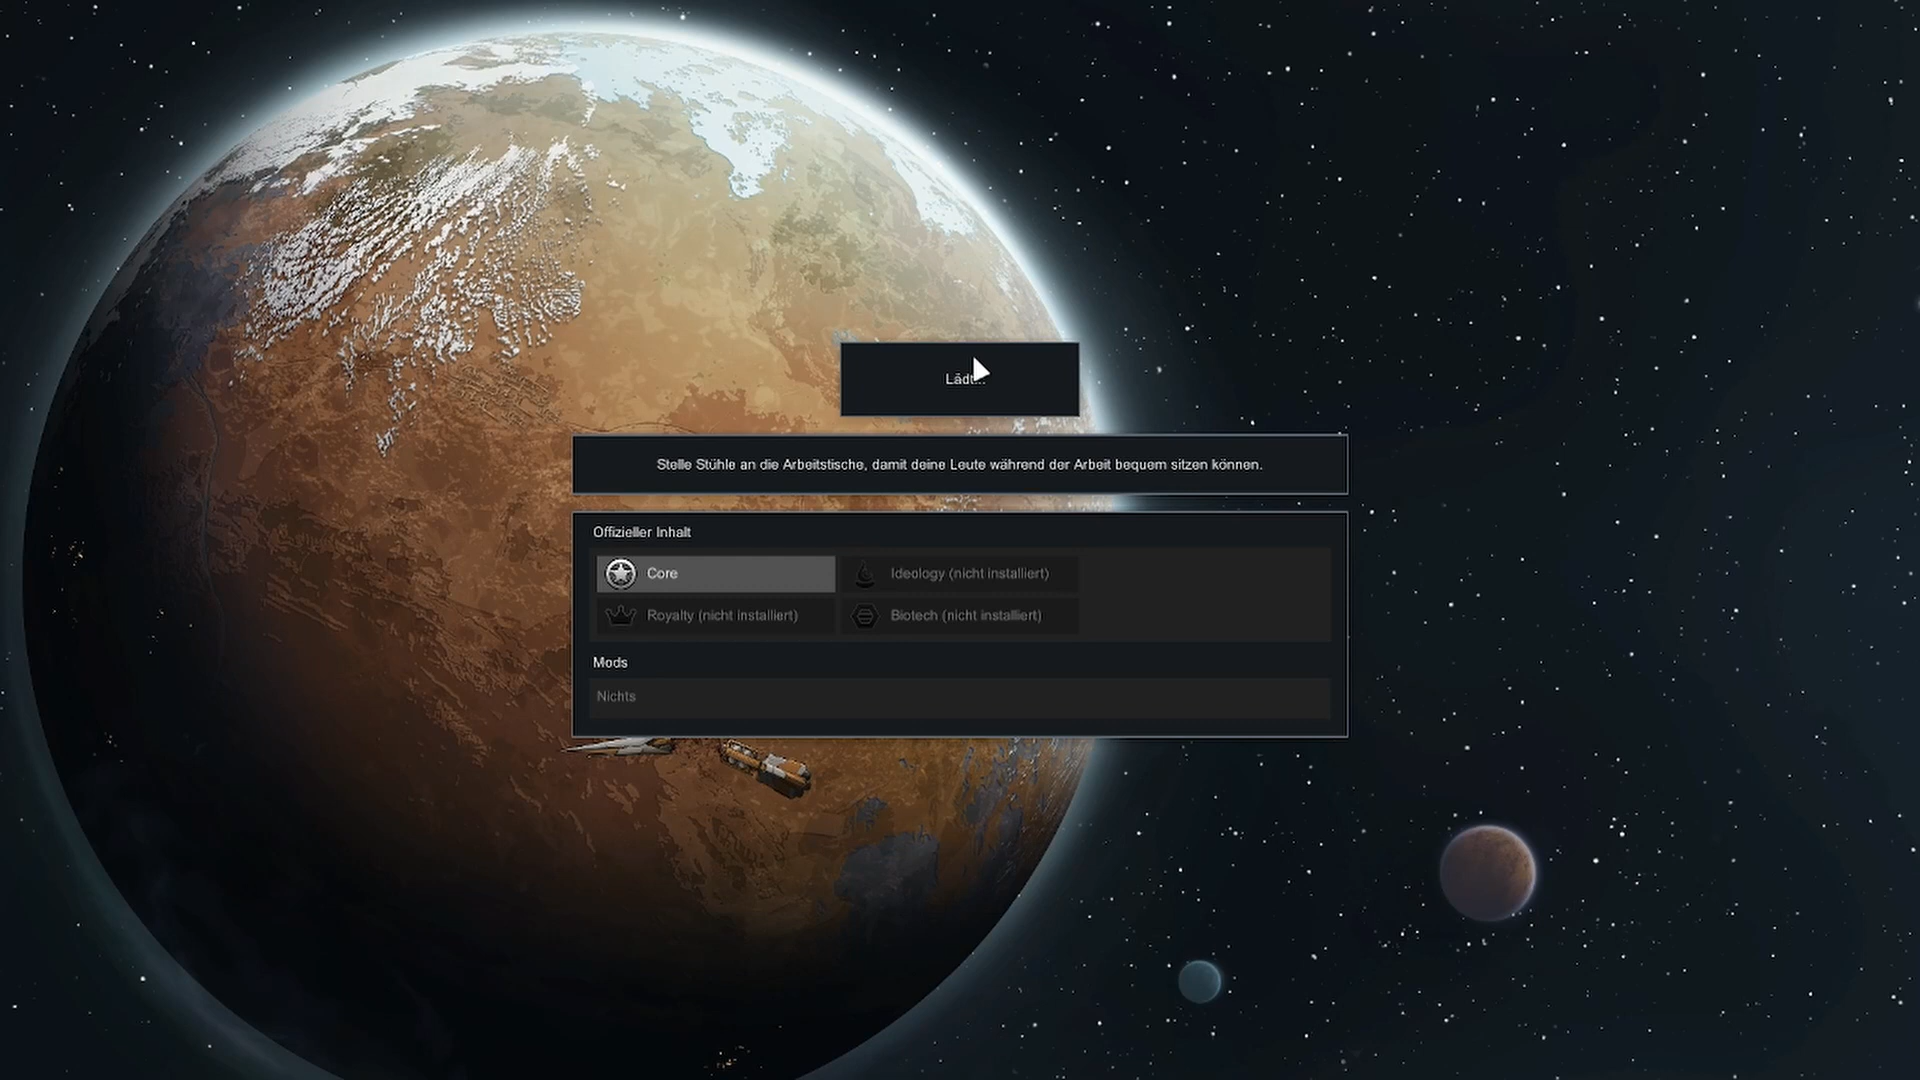 Lädt...
Stelle Stühle an die Arbeitstische, damit deine Leute während der Arbeit bequem sitzen können.
Offizieller Inhalt
Core
Ideology (nicht installiert)
Royalty (nicht installiert)
Biotech (nicht installiert)
Mods
Nichts